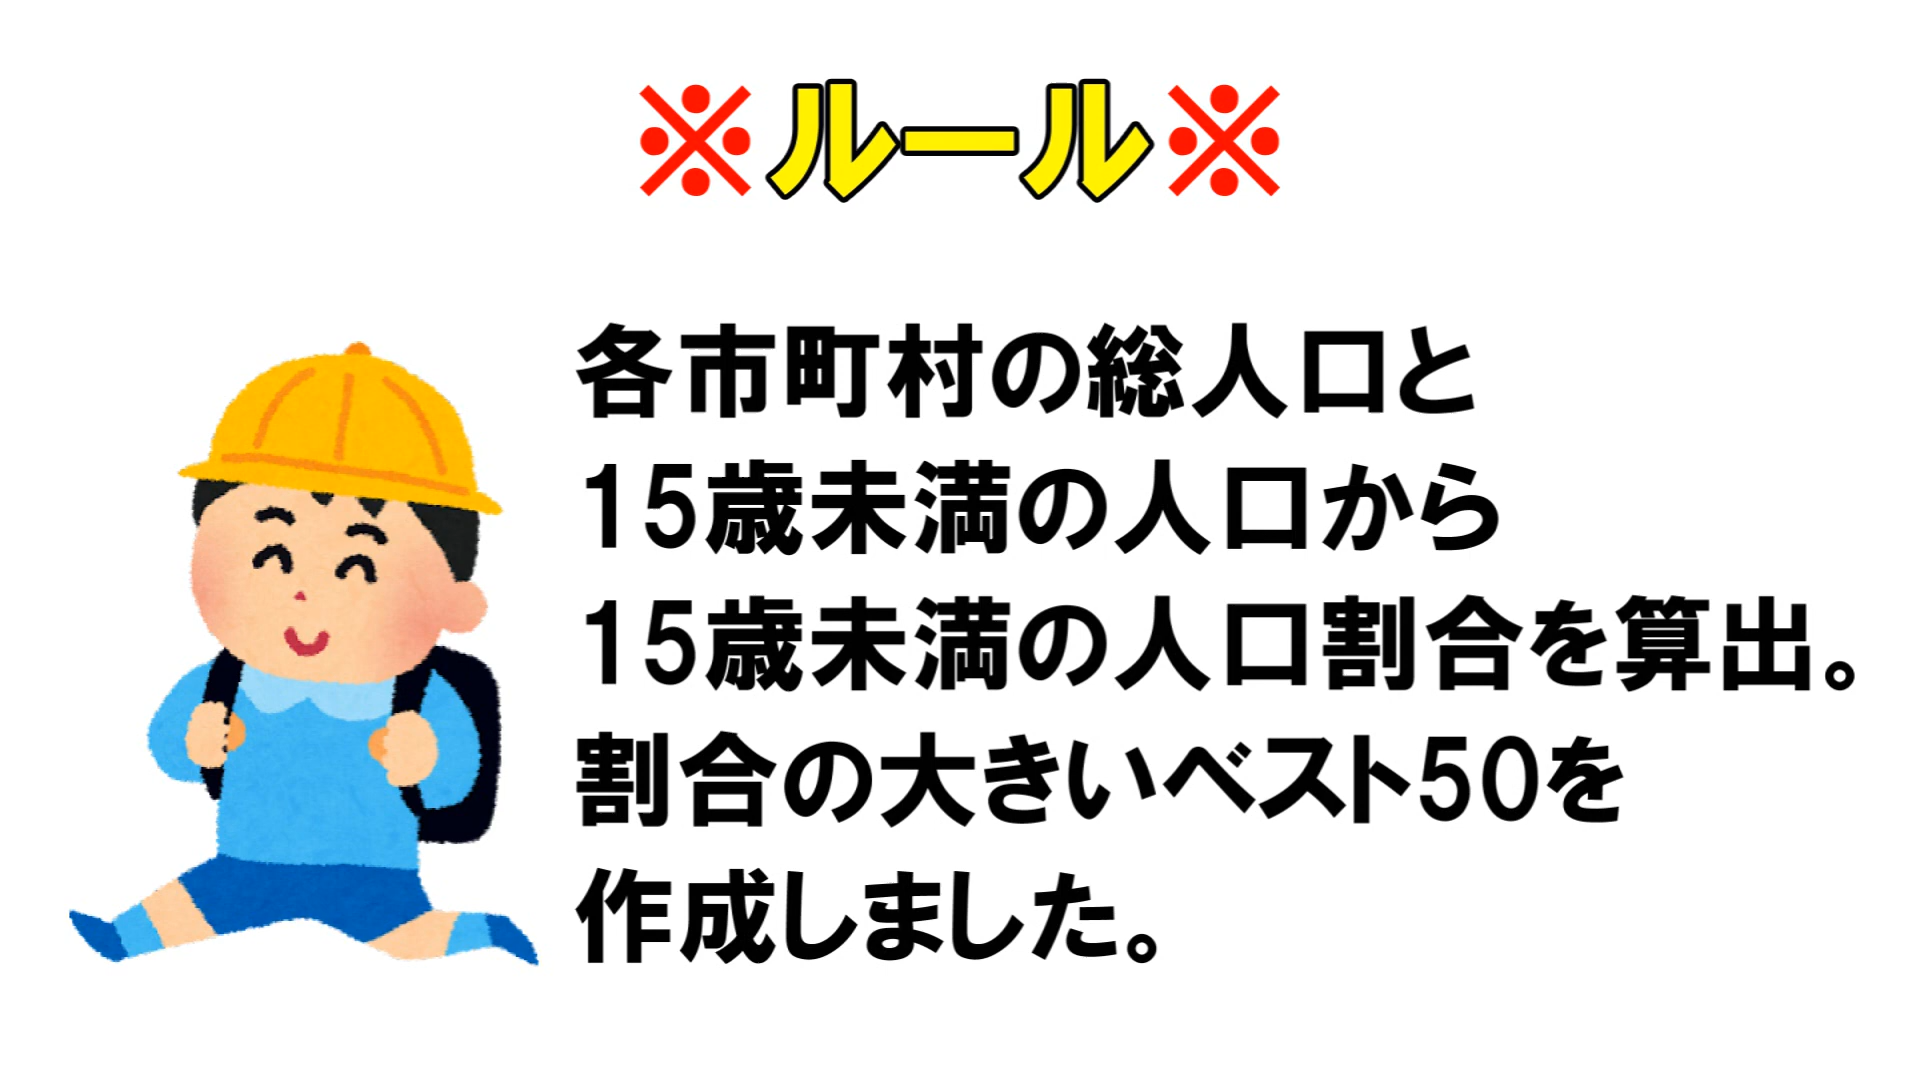 ※ルール※
各市町村の総人口と
15歳未満の人口から
15歳未満の人口割合を算出。
割合の大きいベスト50を
作成しました。